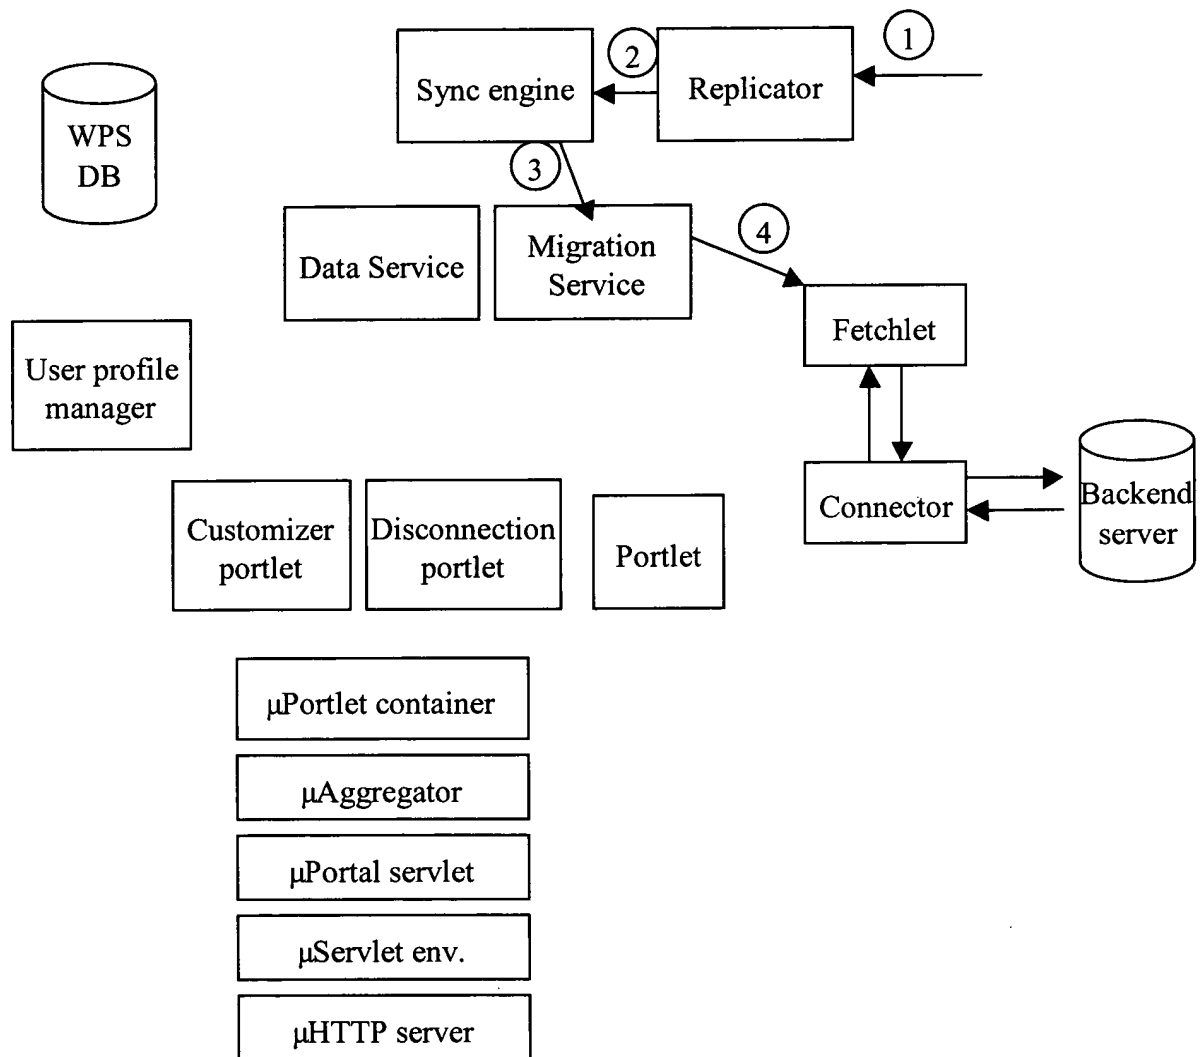 1
2
Sync engine
Replicator
WPS
DB
3
4
Data Service
Migration
Service
Fetchlet
User profile
manager
Connector
Backend
server
Customizer
portlet
Disconnection
portlet
Portlet
μPortlet container
μAggregator
μPortal servlet
μServlet env.
μHTTP server